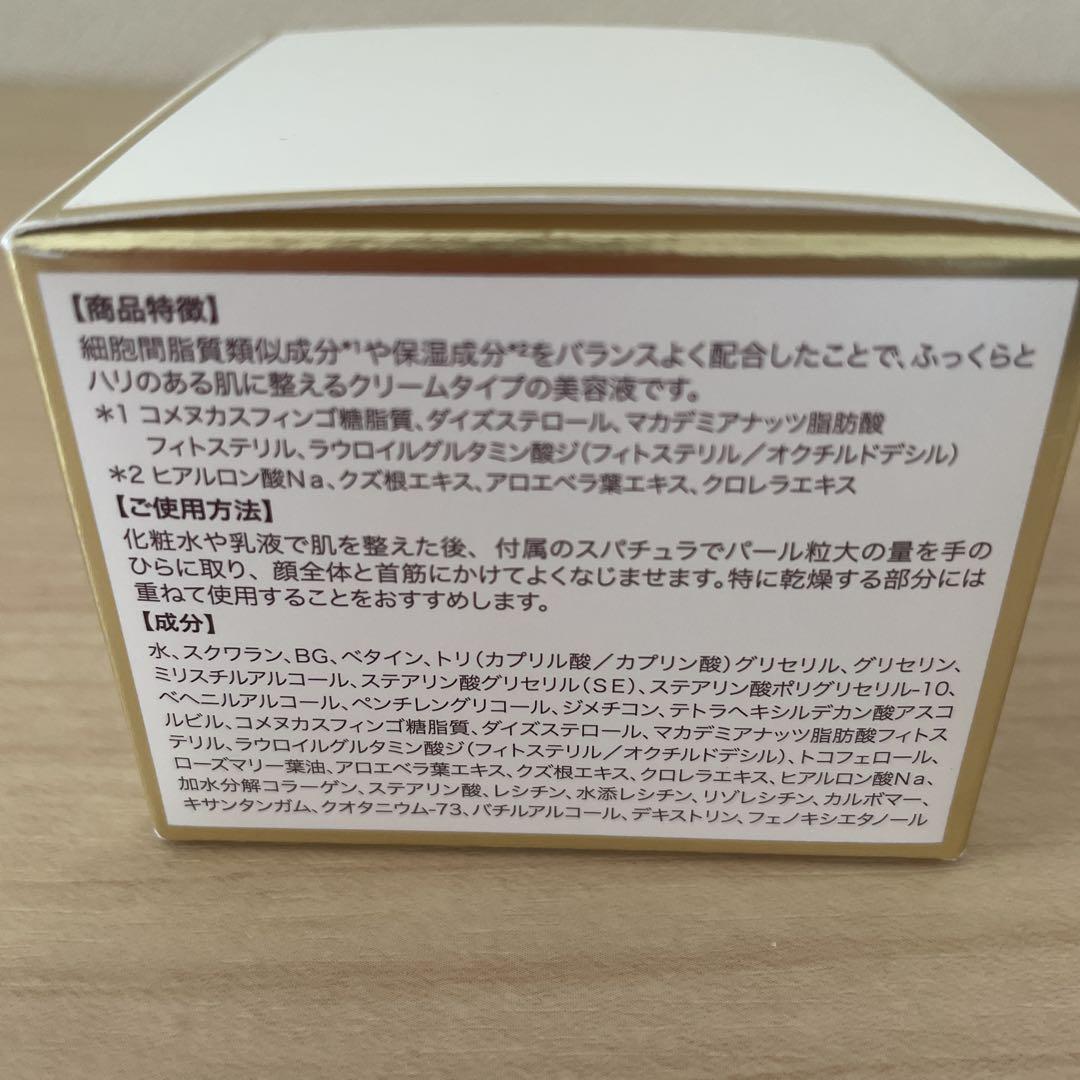 【商品特徴】
細胞間脂質類似成分*1や保湿成分*2をバランスよく配合したことで、ふっくらと
ハリのある肌に整えるクリームタイプの美容液です。
*1 コメヌカスフィンゴ糖脂質、ダイズステロール、マカデミアナッツ脂肪酸
フィトステリル、ラウロイルグルタミン酸ジ(フィトステリル/オクチルドデシル)
*2 ヒアルロン酸Na、クズ根エキス、アロエベラ葉エキス、クロレラエキス
【ご使用方法】
化粧水や乳液で肌を整えた後、付属のスパチュラでパール粒大の量を手の
ひらに取り、顔全体と首筋にかけてよくなじませます。特に乾燥する部分には
重ねて使用することをおすすめします。
【成分】
水、スクワラン、BG、ベタイン、トリ(カプリル酸/カプリン酸)グリセリル、グリセリン、
ミリスチルアルコール、ステアリン酸グリセリル(SE)、ステアリン酸ポリグリセリル-10、
ベヘニルアルコール、ペンチレングリコール、ジメチコン、テトラヘキシルデカン酸アスコ
ルビル、コメヌカスフィンゴ糖脂質、ダイズステロール、マカデミアナッツ脂肪酸フィトス
テリル、ラウロイルグルタミン酸ジ(フィトステリル/オクチルドデシル)、トコフェロール、
ローズマリー葉油、アロエベラ葉エキス、クズ根エキス、クロレラエキス、ヒアルロン酸Na、
加水分解コラーゲン、ステアリン酸、レシチン、水添レシチン、リゾレシチン、カルボマー、
キサンタンガム、クオタニウム-73、バチルアルコール、デキストリン、フェノキシエタノール